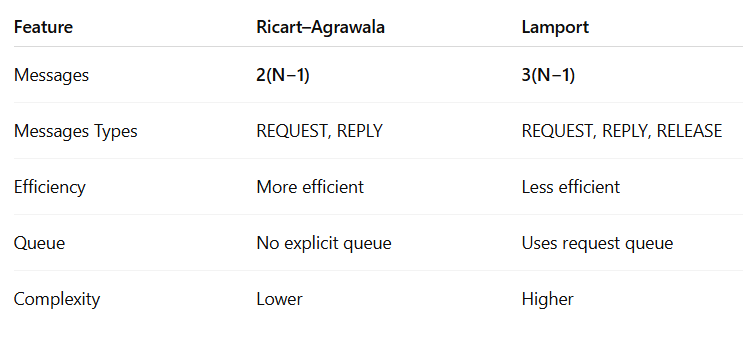 Feature Ricart–Agrawala Lamport
Messages 2(N−1) 3(N−1)
Messages Types REQUEST, REPLY REQUEST, REPLY, RELEASE
Efficiency More efficient Less efficient
Queue No explicit queue Uses request queue
Complexity Lower Higher